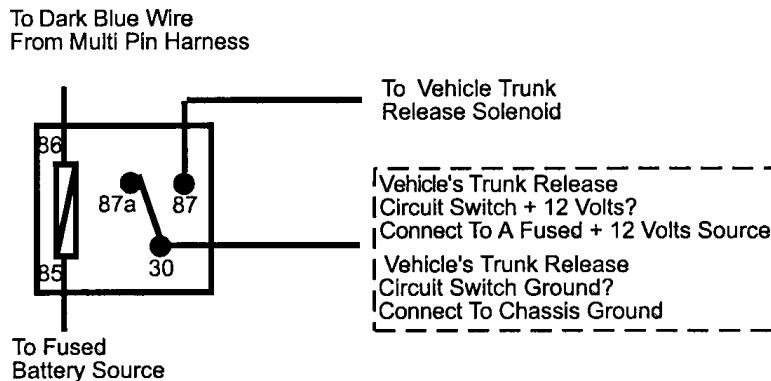 To Dark Blue Wire
From Multi Pin Harness
To Vehicle Trunk
Release Solenoid
86
87a
87
30
85
Vehicle's Trunk Release
Circuit Switch + 12 Volts?
Connect To A Fused + 12 Volts Source
Vehicle's Trunk Release
Circuit Switch Ground?
Connect To Chassis Ground
To Fused
Battery Source